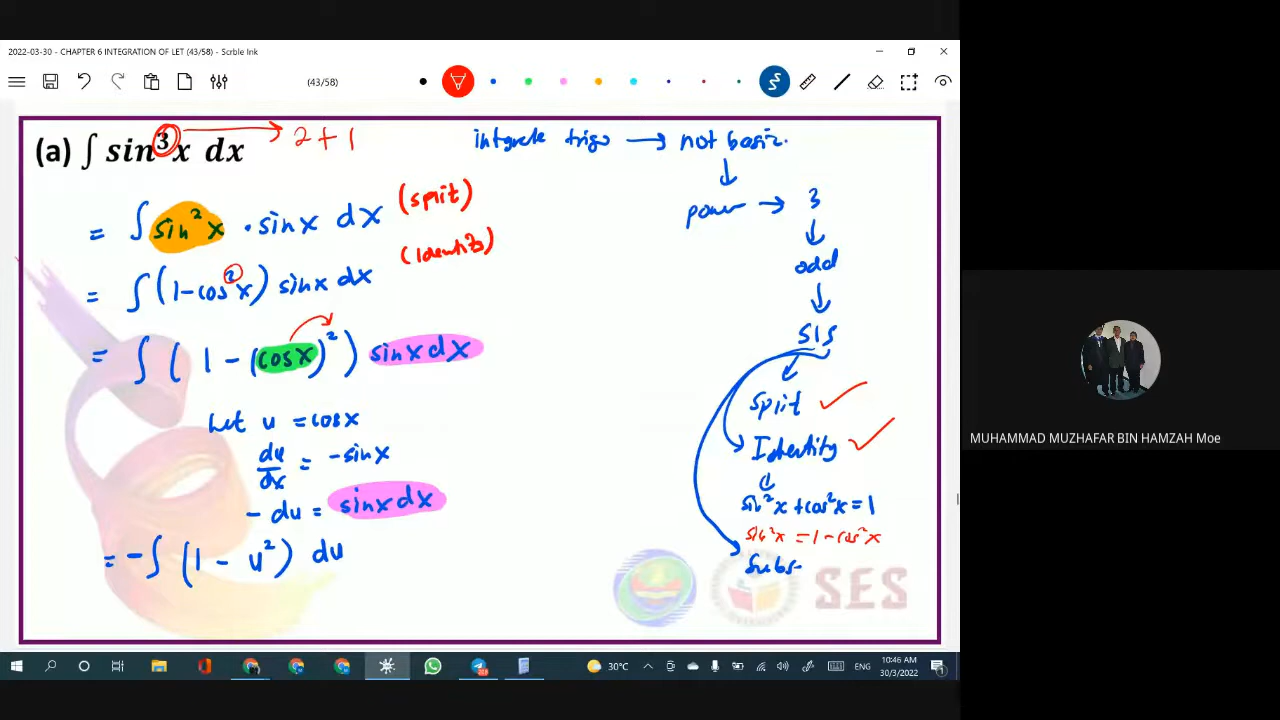 2022-03-30 - CHAPTER 6 INTEGRATION OF LET (43/58) - Scrble Ink
(43/58)
(a) ∫ sin³x dx → 2 + 1
= ∫ sin²x · sinx dx (split)
= ∫ (1-cos²x) sinx dx (Identity)
= ∫ ( 1 - (cosx)² ) sinx dx
Let u = cosx
du/dx = -sinx
- du = sinx dx
= -∫ (1 - u²) du
integrate trigo → not basic.
power → 3
odd
SIS
Split ✓
Identity ✓
sin²x + cos²x = 1
sin²x = 1 - cos²x
Subs
SES
MUHAMMAD MUZHAFAR BIN HAMZAH Moe
30°C
ENG
10:46 AM
30/3/2022